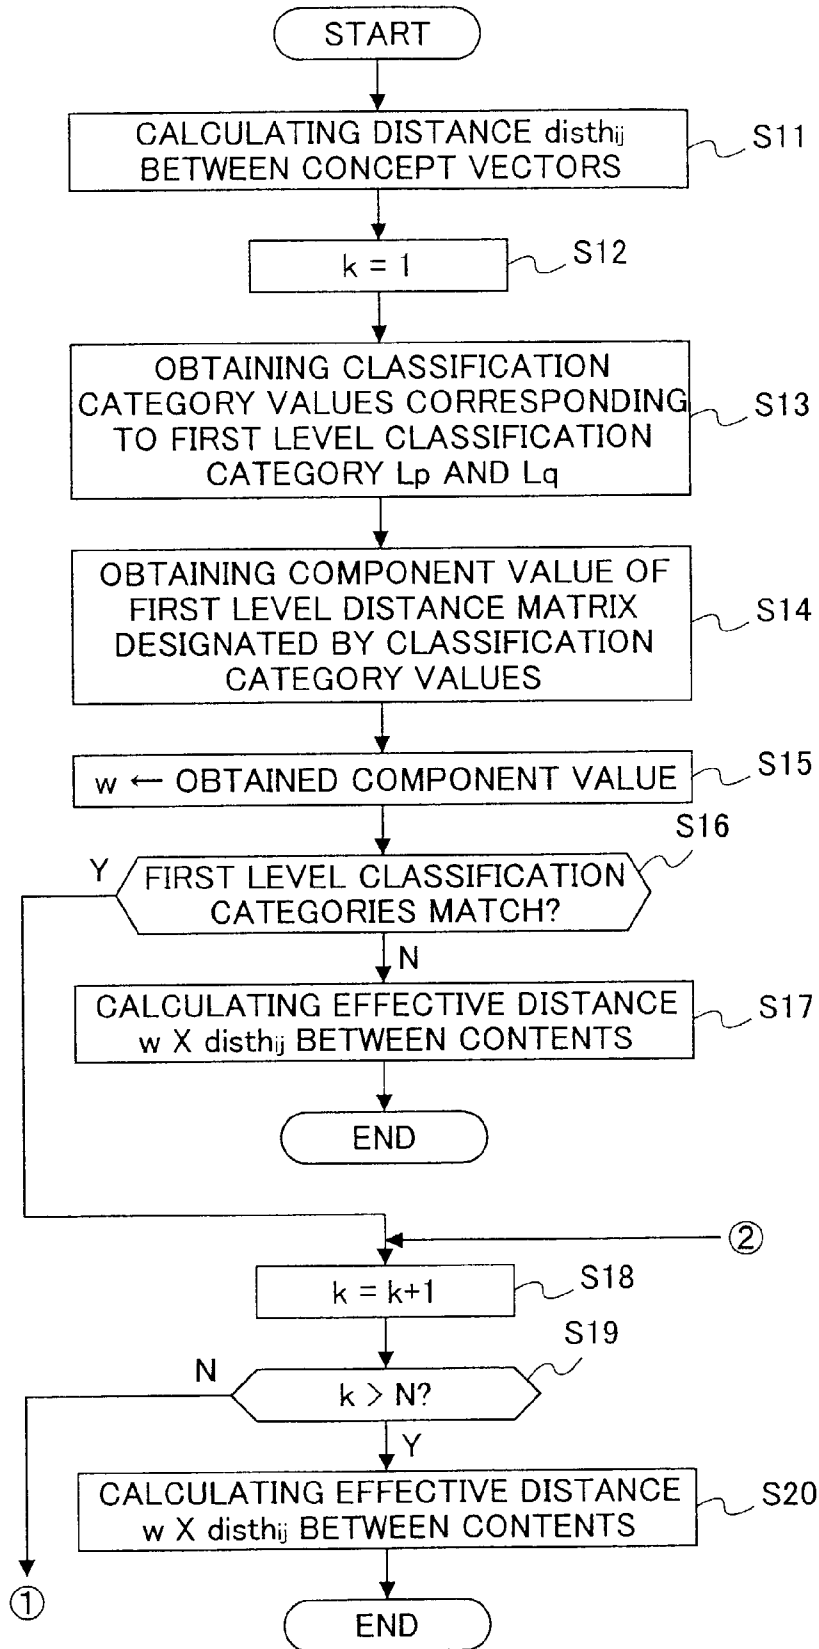 START
CALCULATING DISTANCE disthij
BETWEEN CONCEPT VECTORS
S11
k = 1
S12
OBTAINING CLASSIFICATION
CATEGORY VALUES CORRESPONDING
TO FIRST LEVEL CLASSIFICATION
CATEGORY Lp AND Lq
S13
OBTAINING COMPONENT VALUE OF
FIRST LEVEL DISTANCE MATRIX
DESIGNATED BY CLASSIFICATION
CATEGORY VALUES
S14
w ← OBTAINED COMPONENT VALUE
S15
S16
Y
FIRST LEVEL CLASSIFICATION
CATEGORIES MATCH?
N
CALCULATING EFFECTIVE DISTANCE
w X disthij BETWEEN CONTENTS
S17
END
②
k = k+1
S18
S19
N
k > N?
Y
CALCULATING EFFECTIVE DISTANCE
w X disthij BETWEEN CONTENTS
S20
①
END